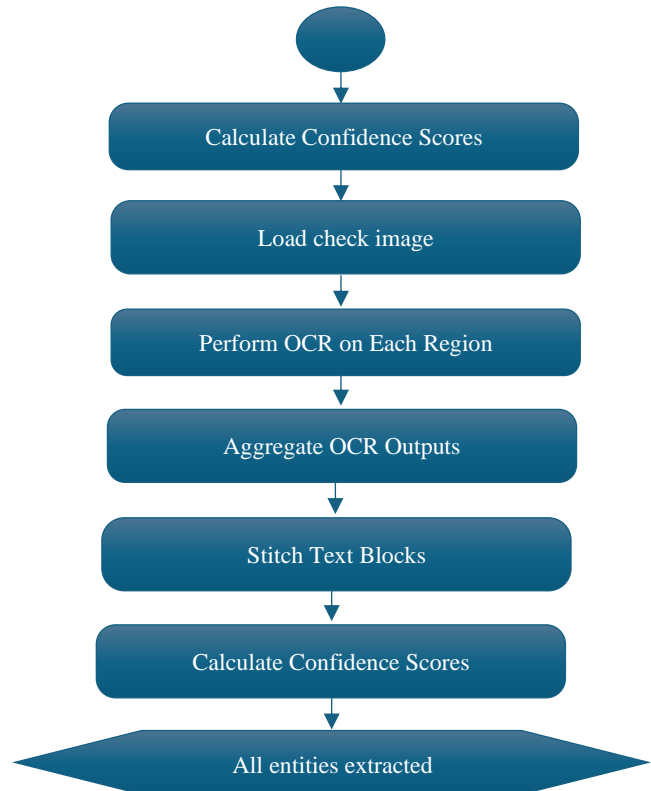 Calculate Confidence Scores
Load check image
Perform OCR on Each Region
Aggregate OCR Outputs
Stitch Text Blocks
Calculate Confidence Scores
All entities extracted